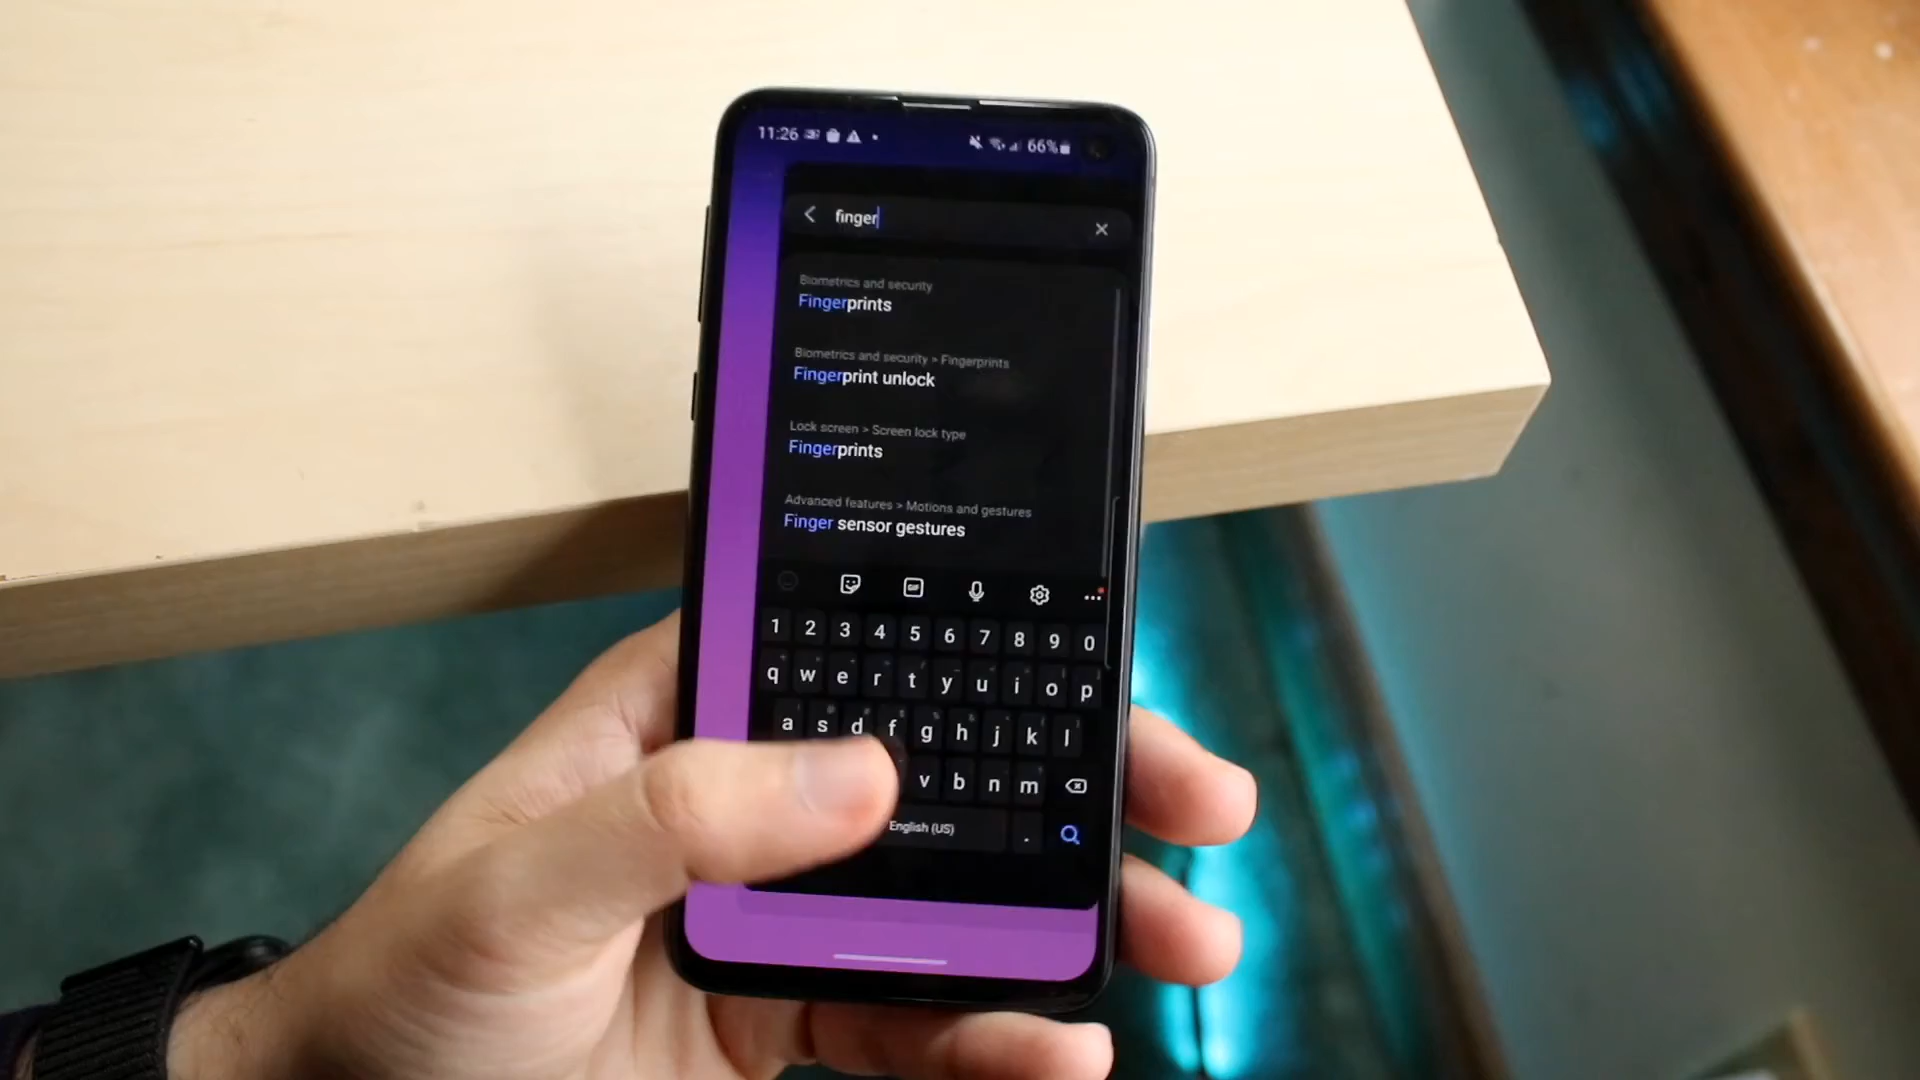 11:26
66%
finger
Biometrics and security
Fingerprints
Biometrics and security > Fingerprints
Fingerprint unlock
Lock screen > Screen lock type
Fingerprints
Advanced features > Motions and gestures
Finger sensor gestures
GIF
1 2 3 4 5 6 7 8 9 0
q w e r t y u i o p
a s d f g h j k l
v b n m
English (US) .